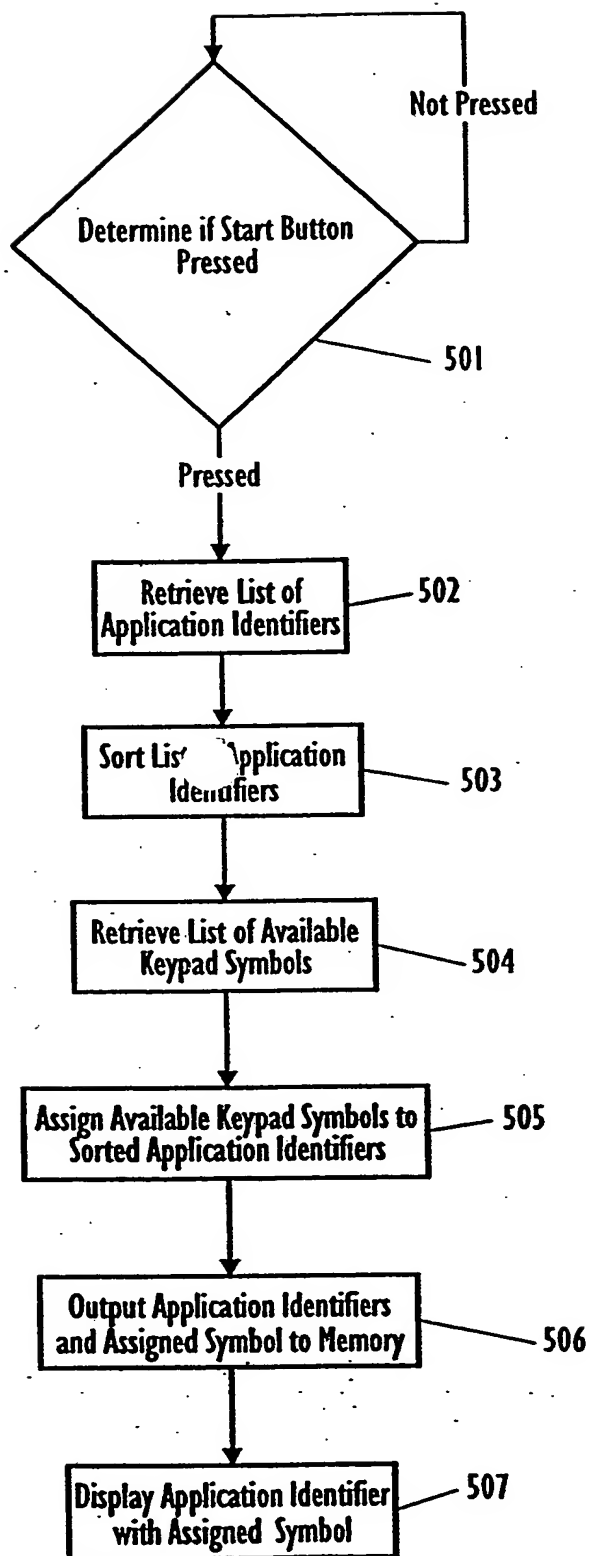 Not Pressed
Determine if Start Button
Pressed
501
Pressed
Retrieve List of
Application Identifiers
502
Sort
Identifiers
503
Retrieve List of Available
Keypad Symbols
504
Assign Available Keypad Symbols to
Sorted Application Identifiers
505
Output Application Identifiers
and Assigned Symbol to Memory
506
Display Application Identifier
with Assigned Symbol
507